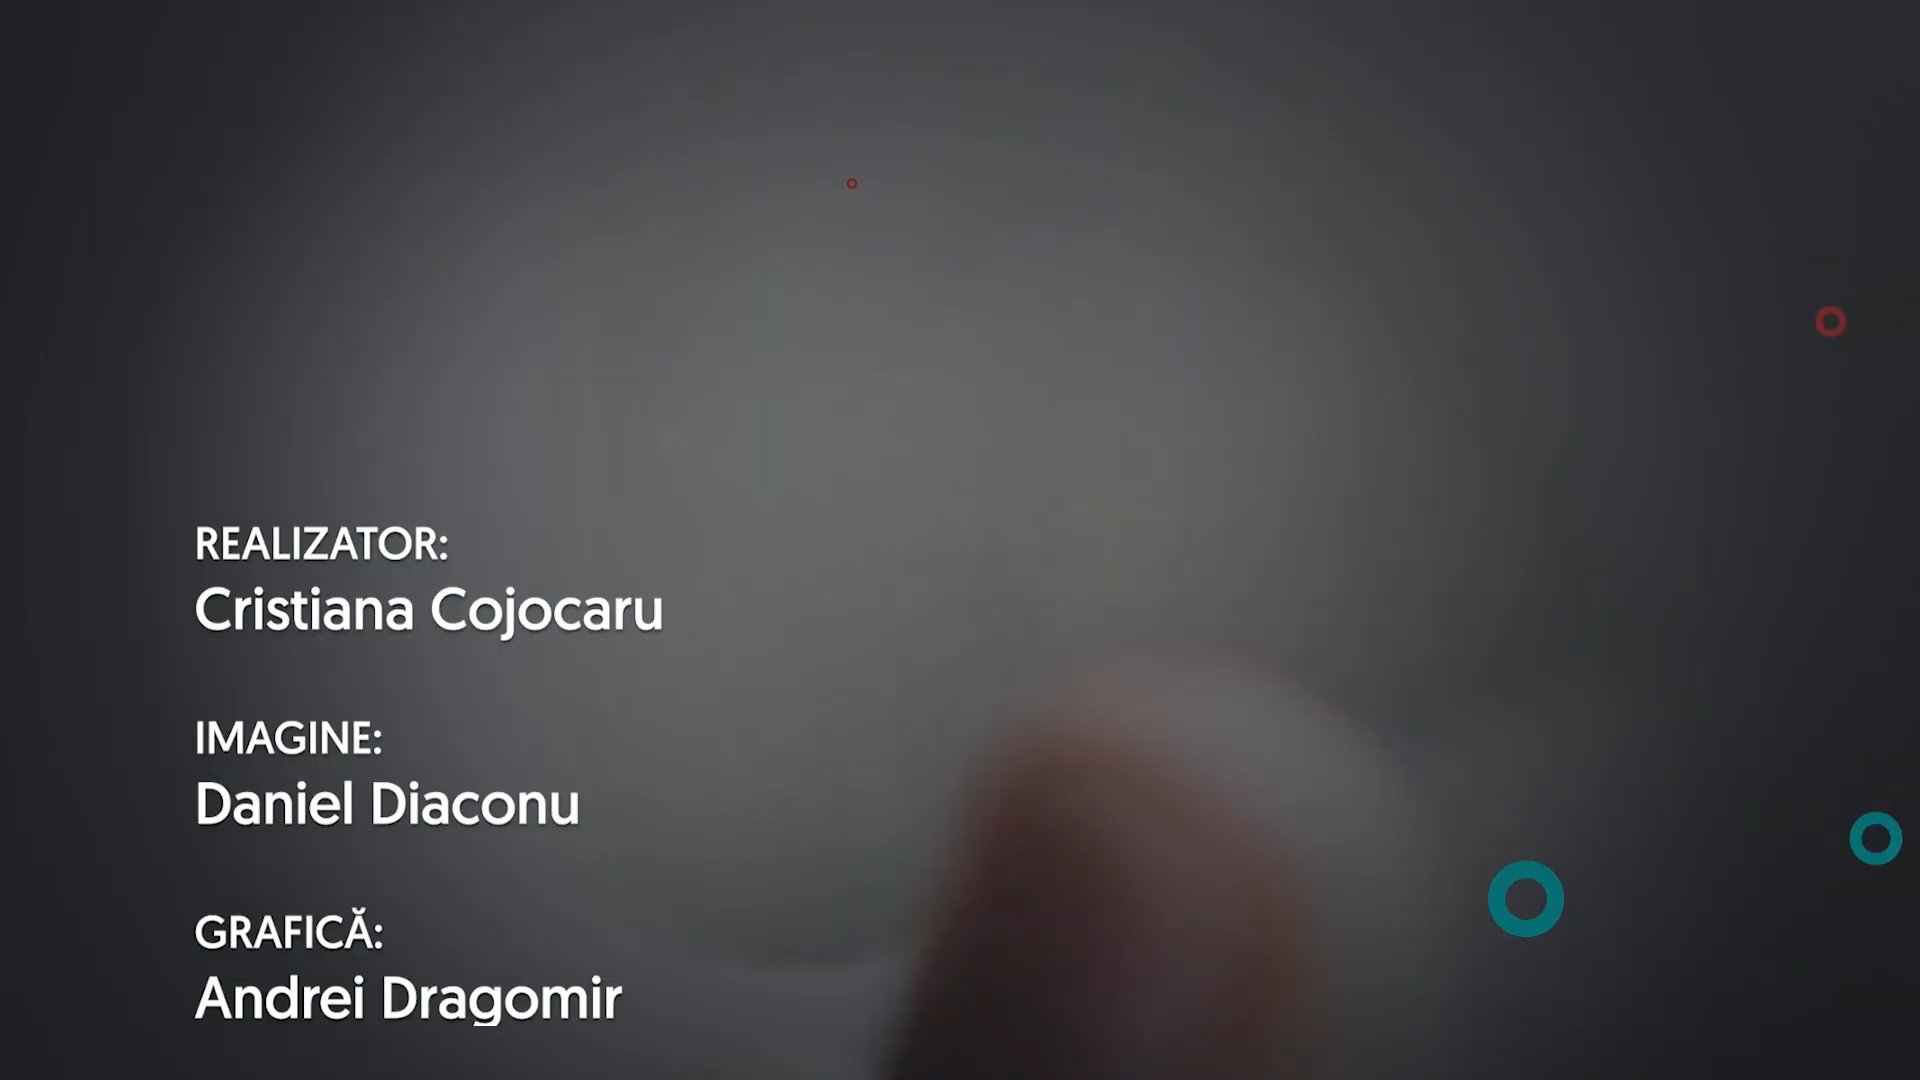 REALIZATOR:
Cristiana Cojocaru
IMAGINE:
Daniel Diaconu
GRAFICĂ:
Andrei Dragomir